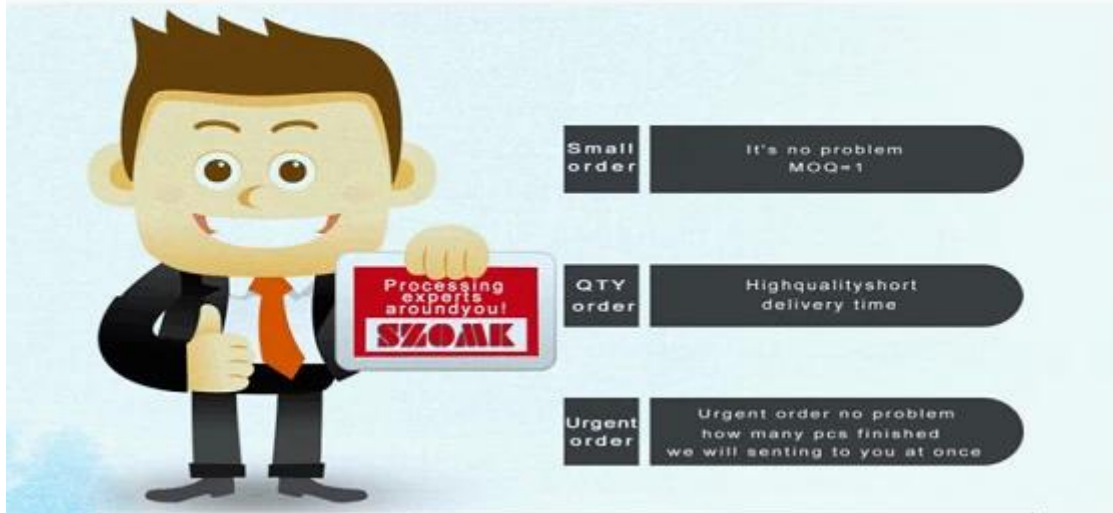 Processing
experts
aroundyou!
SZOMK
Small
order
It's no problem
MOQ=1
QTY
order
Highqualityshort
delivery time
Urgent
order
Urgent order no problem
how many pcs finished
we will senting to you at once